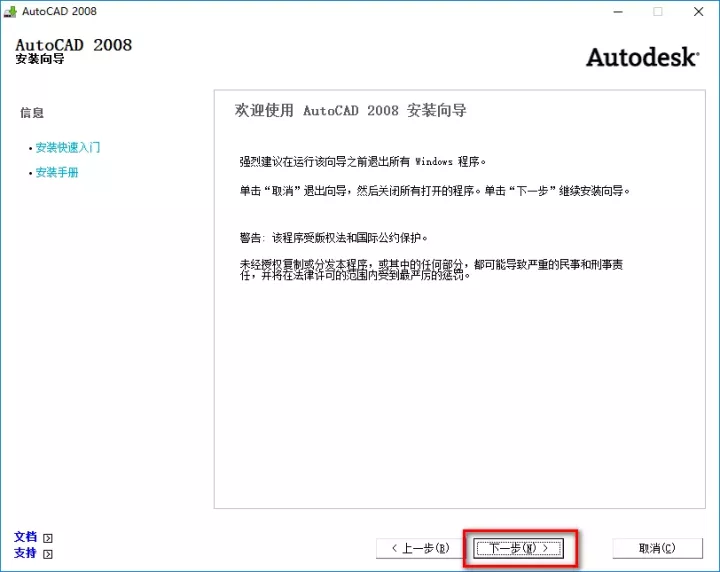 AutoCAD 2008
AutoCAD 2008
安装向导
Autodesk
信息
• 安装快速入门
• 安装手册
欢迎使用 AutoCAD 2008 安装向导
强烈建议在运行该向导之前退出所有 Windows 程序。
单击“取消”退出向导，然后关闭所有打开的程序。单击“下一步”继续安装向导。
警告: 该程序受版权法和国际公约保护。
未经授权复制或分发本程序，或其中的任何部分，都可能导致严重的民事和刑事责
任，并将在法律许可的范围内受到最严厉的惩罚。
文档
支持
< 上一步(B)
下一步(N) >
取消(C)